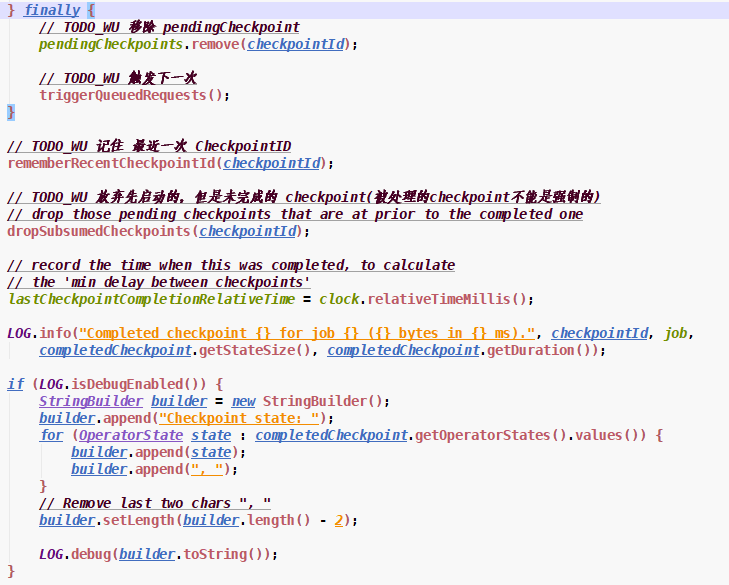 } finally {
// TODO_WU 移除 pendingCheckpoint
pendingCheckpoints.remove(checkpointId);
// TODO_WU 触发下一次
triggerQueuedRequests();
}
// TODO_WU 记住 最近一次 CheckpointID
rememberRecentCheckpointId(checkpointId);
// TODO_WU 放弃先启动的，但是未完成的 checkpoint(被处理的checkpoint不能是强制的)
// drop those pending checkpoints that are at prior to the completed one
dropSubsumedCheckpoints(checkpointId);
// record the time when this was completed, to calculate
// the 'min delay between checkpoints'
lastCheckpointCompletionRelativeTime = clock.relativeTimeMillis();
LOG.info("Completed checkpoint {} for job {} ({} bytes in {} ms).", checkpointId, job,
completedCheckpoint.getStateSize(), completedCheckpoint.getDuration());
if (LOG.isDebugEnabled()) {
StringBuilder builder = new StringBuilder();
builder.append("Checkpoint state: ");
for (OperatorState state : completedCheckpoint.getOperatorStates().values()) {
builder.append(state);
builder.append(", ");
}
// Remove last two chars ", "
builder.setLength(builder.length() - 2);
LOG.debug(builder.toString());
}